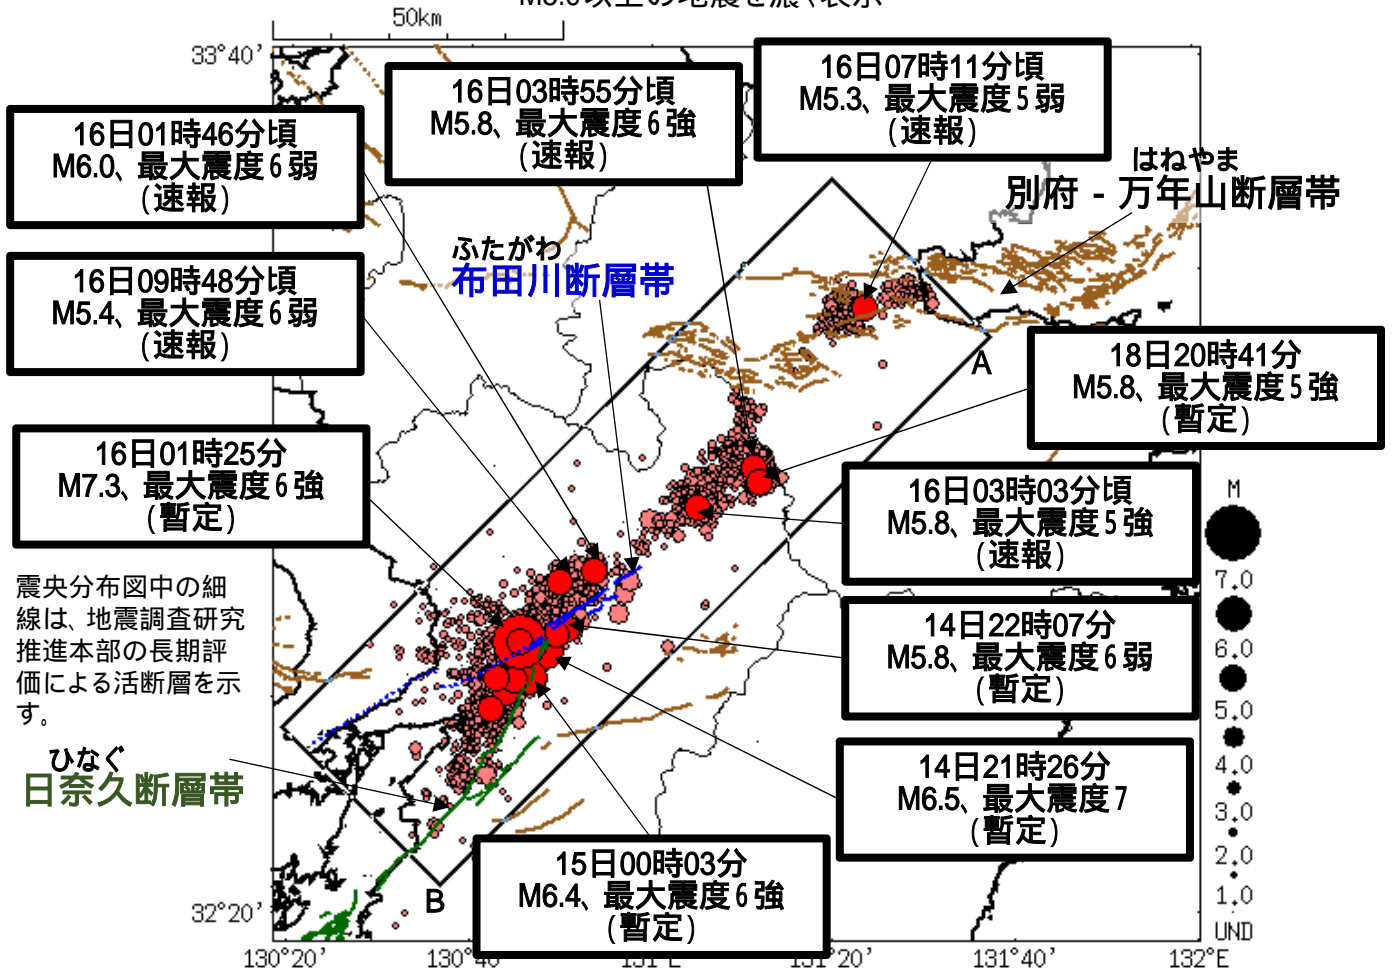 M5.0以上の地震を濃く表示
50km
33°40'
16日03時55分頃
M5.8、最大震度6強
(速報)
16日07時11分頃
M5.3、最大震度5弱
(速報)
16日01時46分頃
M6.0、最大震度6弱
(速報)
はねやま
別府 - 万年山断層帯
ふたがわ
布田川断層帯
16日09時48分頃
M5.4、最大震度6弱
(速報)
A
18日20時41分
M5.8、最大震度5強
(暫定)
16日01時25分
M7.3、最大震度6強
(暫定)
16日03時03分頃
M5.8、最大震度5強
(速報)
震央分布図中の細
線は、地震調査研究
推進本部の長期評
価による活断層を示
す。
14日22時07分
M5.8、最大震度6弱
(暫定)
ひなぐ
日奈久断層帯
14日21時26分
M6.5、最大震度7
(暫定)
15日00時03分
M6.4、最大震度6強
(暫定)
B
M
7.0
6.0
5.0
4.0
3.0
2.0
1.0
UND
32°20'
130°20'
130°40'
131°E
131°20'
131°40'
132°E